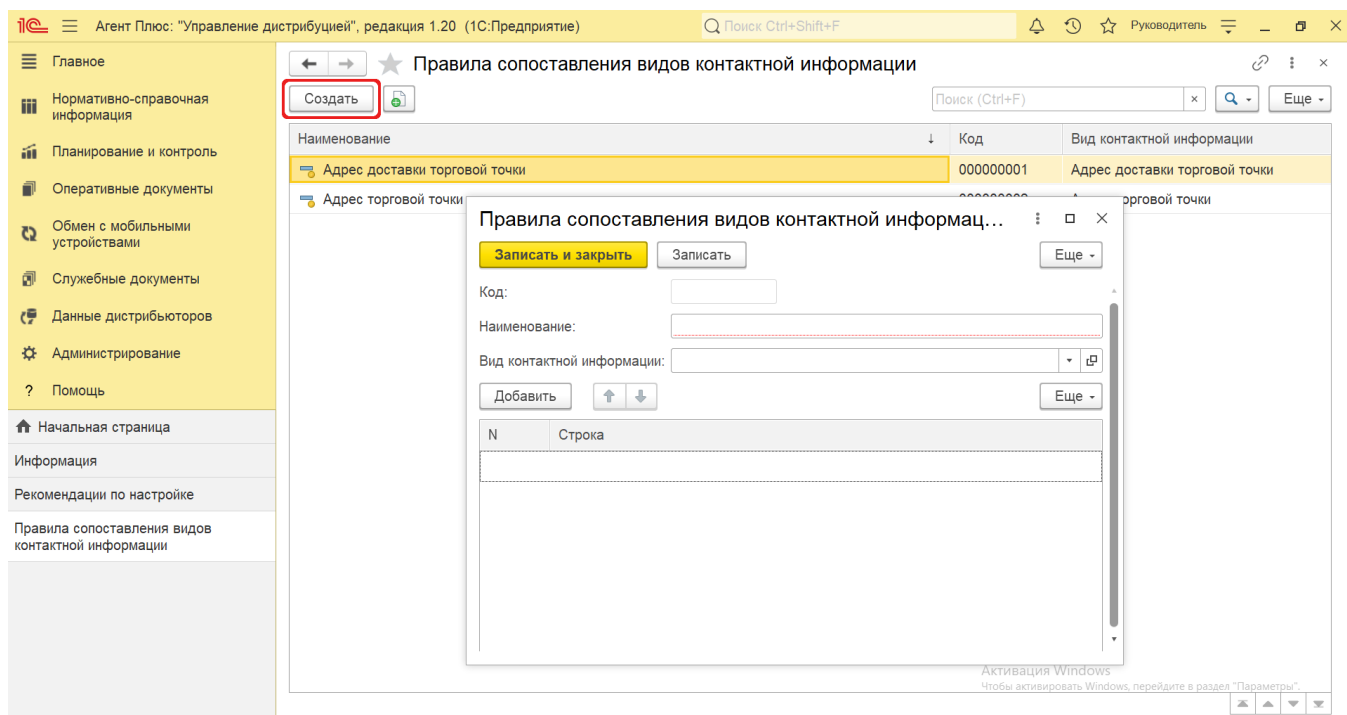 Агент Плюс: "Управление дистрибуцией", редакция 1.20 (1С:Предприятие)
Поиск Ctrl+Shift+F
Руководитель
Главное
Нормативно-справочная
информация
Планирование и контроль
Оперативные документы
Обмен с мобильными
устройствами
Служебные документы
Данные дистрибьюторов
Администрирование
? Помощь
Начальная страница
Информация
Рекомендации по настройке
Правила сопоставления видов
контактной информации
Правила сопоставления видов контактной информации
Создать
Поиск (Ctrl+F)
×
Еще
Наименование ↓ Код Вид контактной информации
Адрес доставки торговой точки 000000001 Адрес доставки торговой точки
Адрес торговой точки орговой точки
Правила сопоставления видов контактной информац...
Записать и закрыть Записать Еще
Код:
Наименование:
Вид контактной информации:
Добавить Еще
N Строка
Активация Windows
Чтобы активировать Windows, перейдите в раздел "Параметры".